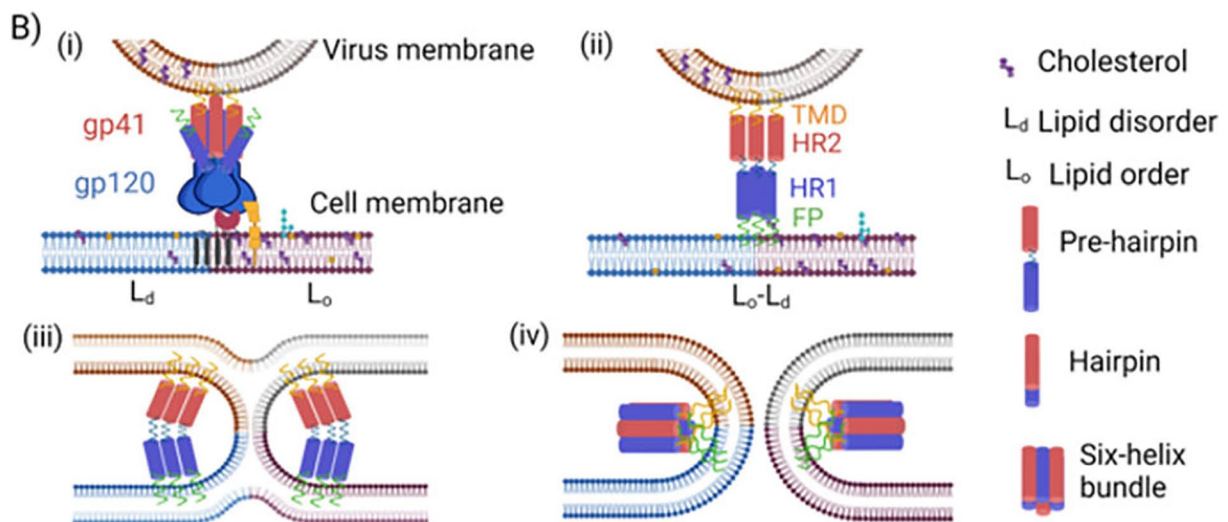 B)
(i)
Virus membrane
gp41
gp120
Cell membrane
Ld
Lo
(ii)
TMD
HR2
HR1
FP
Lo-Ld
(iii)
(iv)
Cholesterol
Ld Lipid disorder
Lo Lipid order
Pre-hairpin
Hairpin
Six-helix
bundle